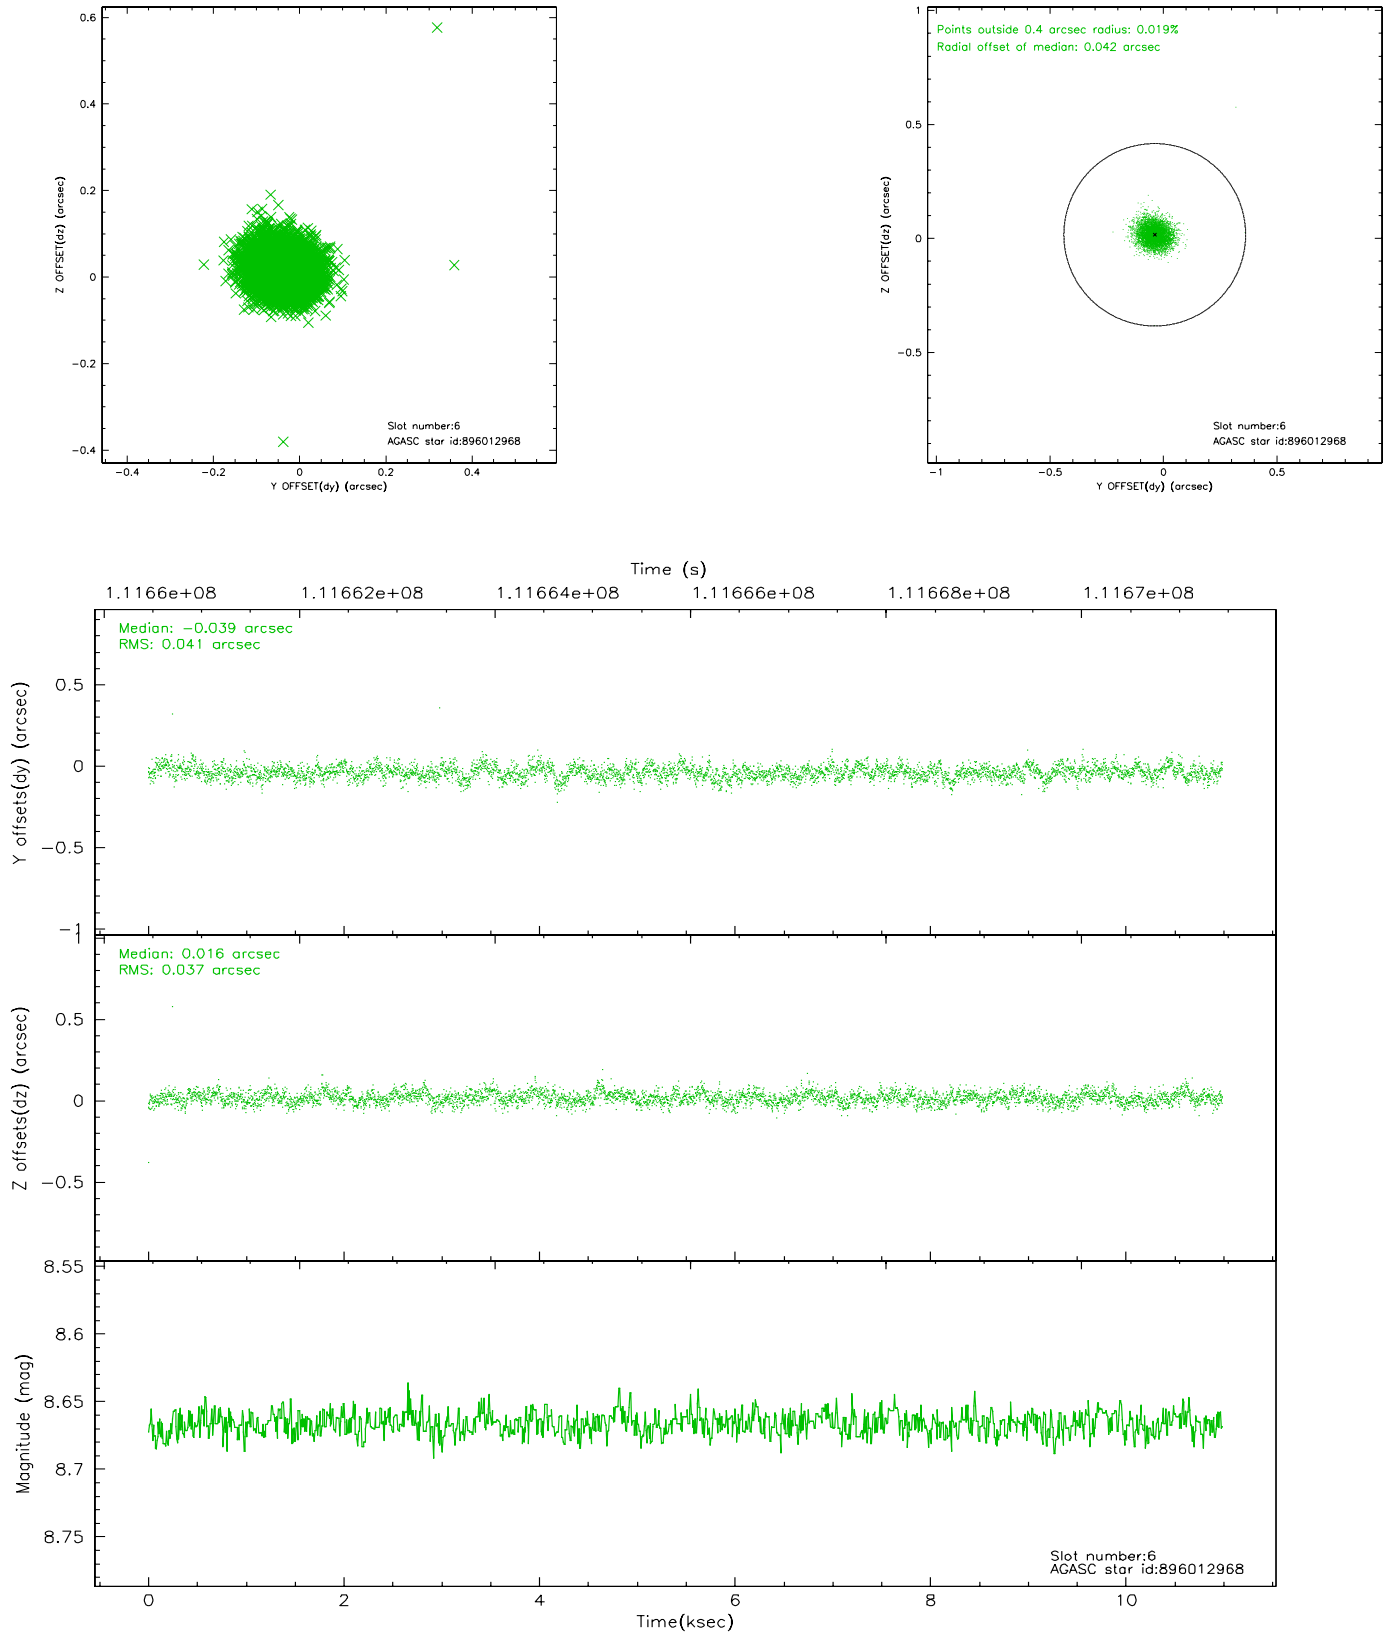 0.6
0.4
0.2
0
−0.2
−0.4
Z OFFSET(dz) (arcsec)
Slot number:6
AGASC star id:896012968
−0.4 −0.2 0 0.2 0.4
Y OFFSET(dy) (arcsec)
1
0.5
0
−0.5
Z OFFSET(dz) (arcsec)
Points outside 0.4 arcsec radius: 0.019%
Radial offset of median: 0.042 arcsec
Slot number:6
AGASC star id:896012968
−1 −0.5 0 0.5
Y OFFSET(dy) (arcsec)
Time (s)
1.1166e+08 1.11662e+08 1.11664e+08 1.11666e+08 1.11668e+08 1.1167e+08
Median: −0.039 arcsec
RMS: 0.041 arcsec
0.5
0
−0.5
−1
Y offsets(dy) (arcsec)
Median: 0.016 arcsec
RMS: 0.037 arcsec
1
0.5
0
−0.5
Z offsets(dz) (arcsec)
8.55
8.6
8.65
8.7
8.75
Magnitude (mag)
Slot number:6
AGASC star id:896012968
0 2 4 6 8 10
Time(ksec)